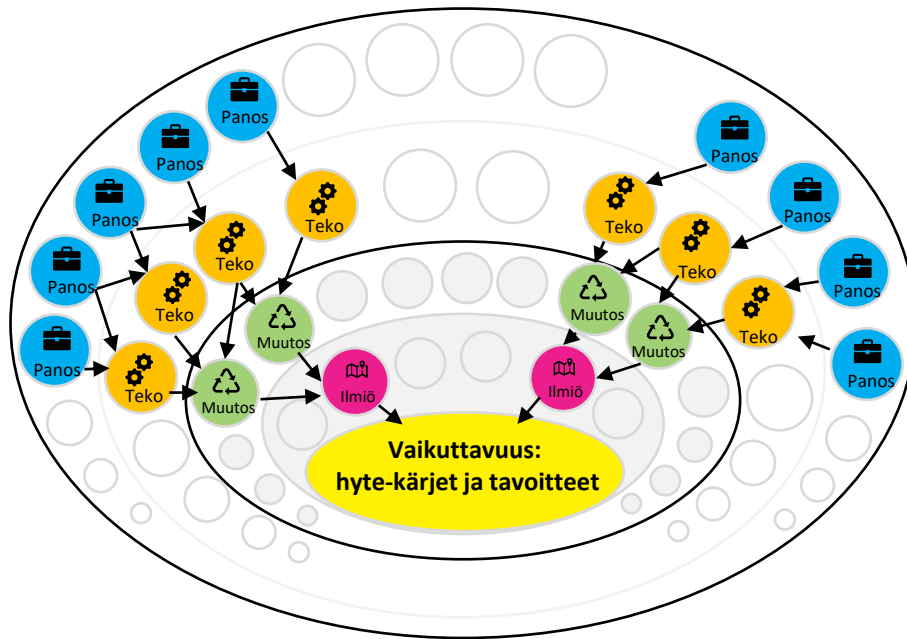 Panos
Panos
Panos
Panos
Panos
Teko
Teko
Teko
Teko
Muutos
Muutos
Ilmiö
Panos
Panos
Panos
Panos
Teko
Teko
Teko
Muutos
Muutos
Ilmiö
Vaikuttavuus:
hyte-kärjet ja tavoitteet